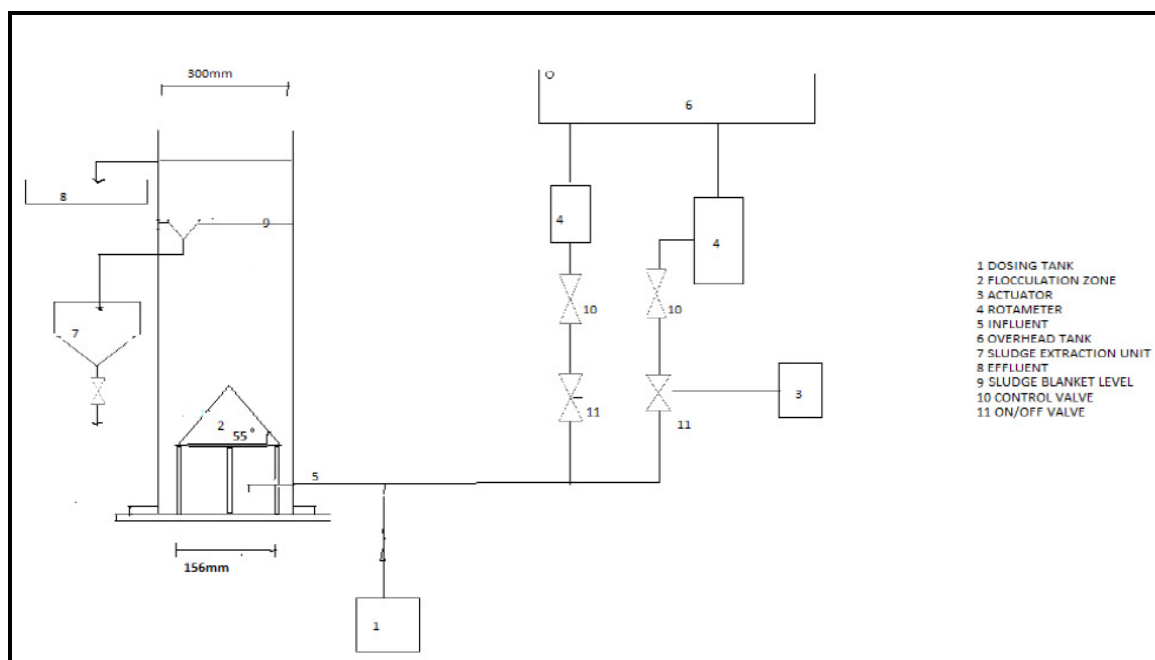 300mm
6
8
4
4
9
10
10
7
3
11
11
2
55°
5
156mm
1
1 DOSING TANK
2 FLOCCULATION ZONE
3 ACTUATOR
4 ROTAMETER
5 INFLUENT
6 OVERHEAD TANK
7 SLUDGE EXTRACTION UNIT
8 EFFLUENT
9 SLUDGE BLANKET LEVEL
10 CONTROL VALVE
11 ON/OFF VALVE